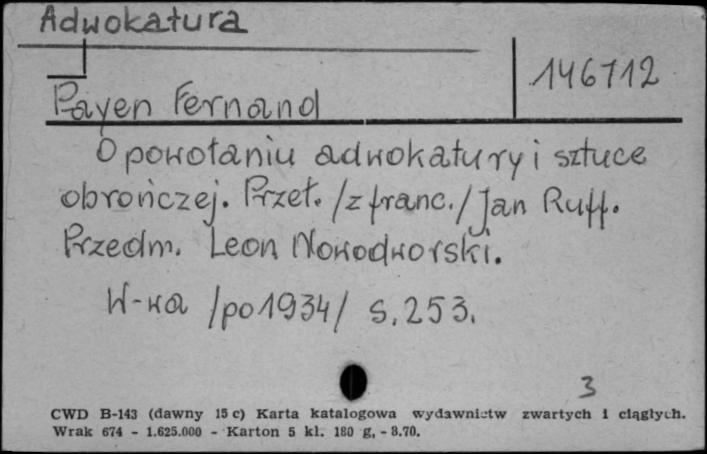 Adwokatura
146712
Payen Fernand
O powołaniu adwokatury i sztuce
obrończej. Przeł. /z franc./ Jan Ruff.
Przedm. Leon Nowodworski.
W-wa /po 1934/ s. 253.
3
CWD B-143 (dawny 15 c) Karta katalogowa wydawnictw zwartych i ciągłych.
Wrak 674 - 1.625.000 - Karton 5 kl. 180 g. - 8.70.